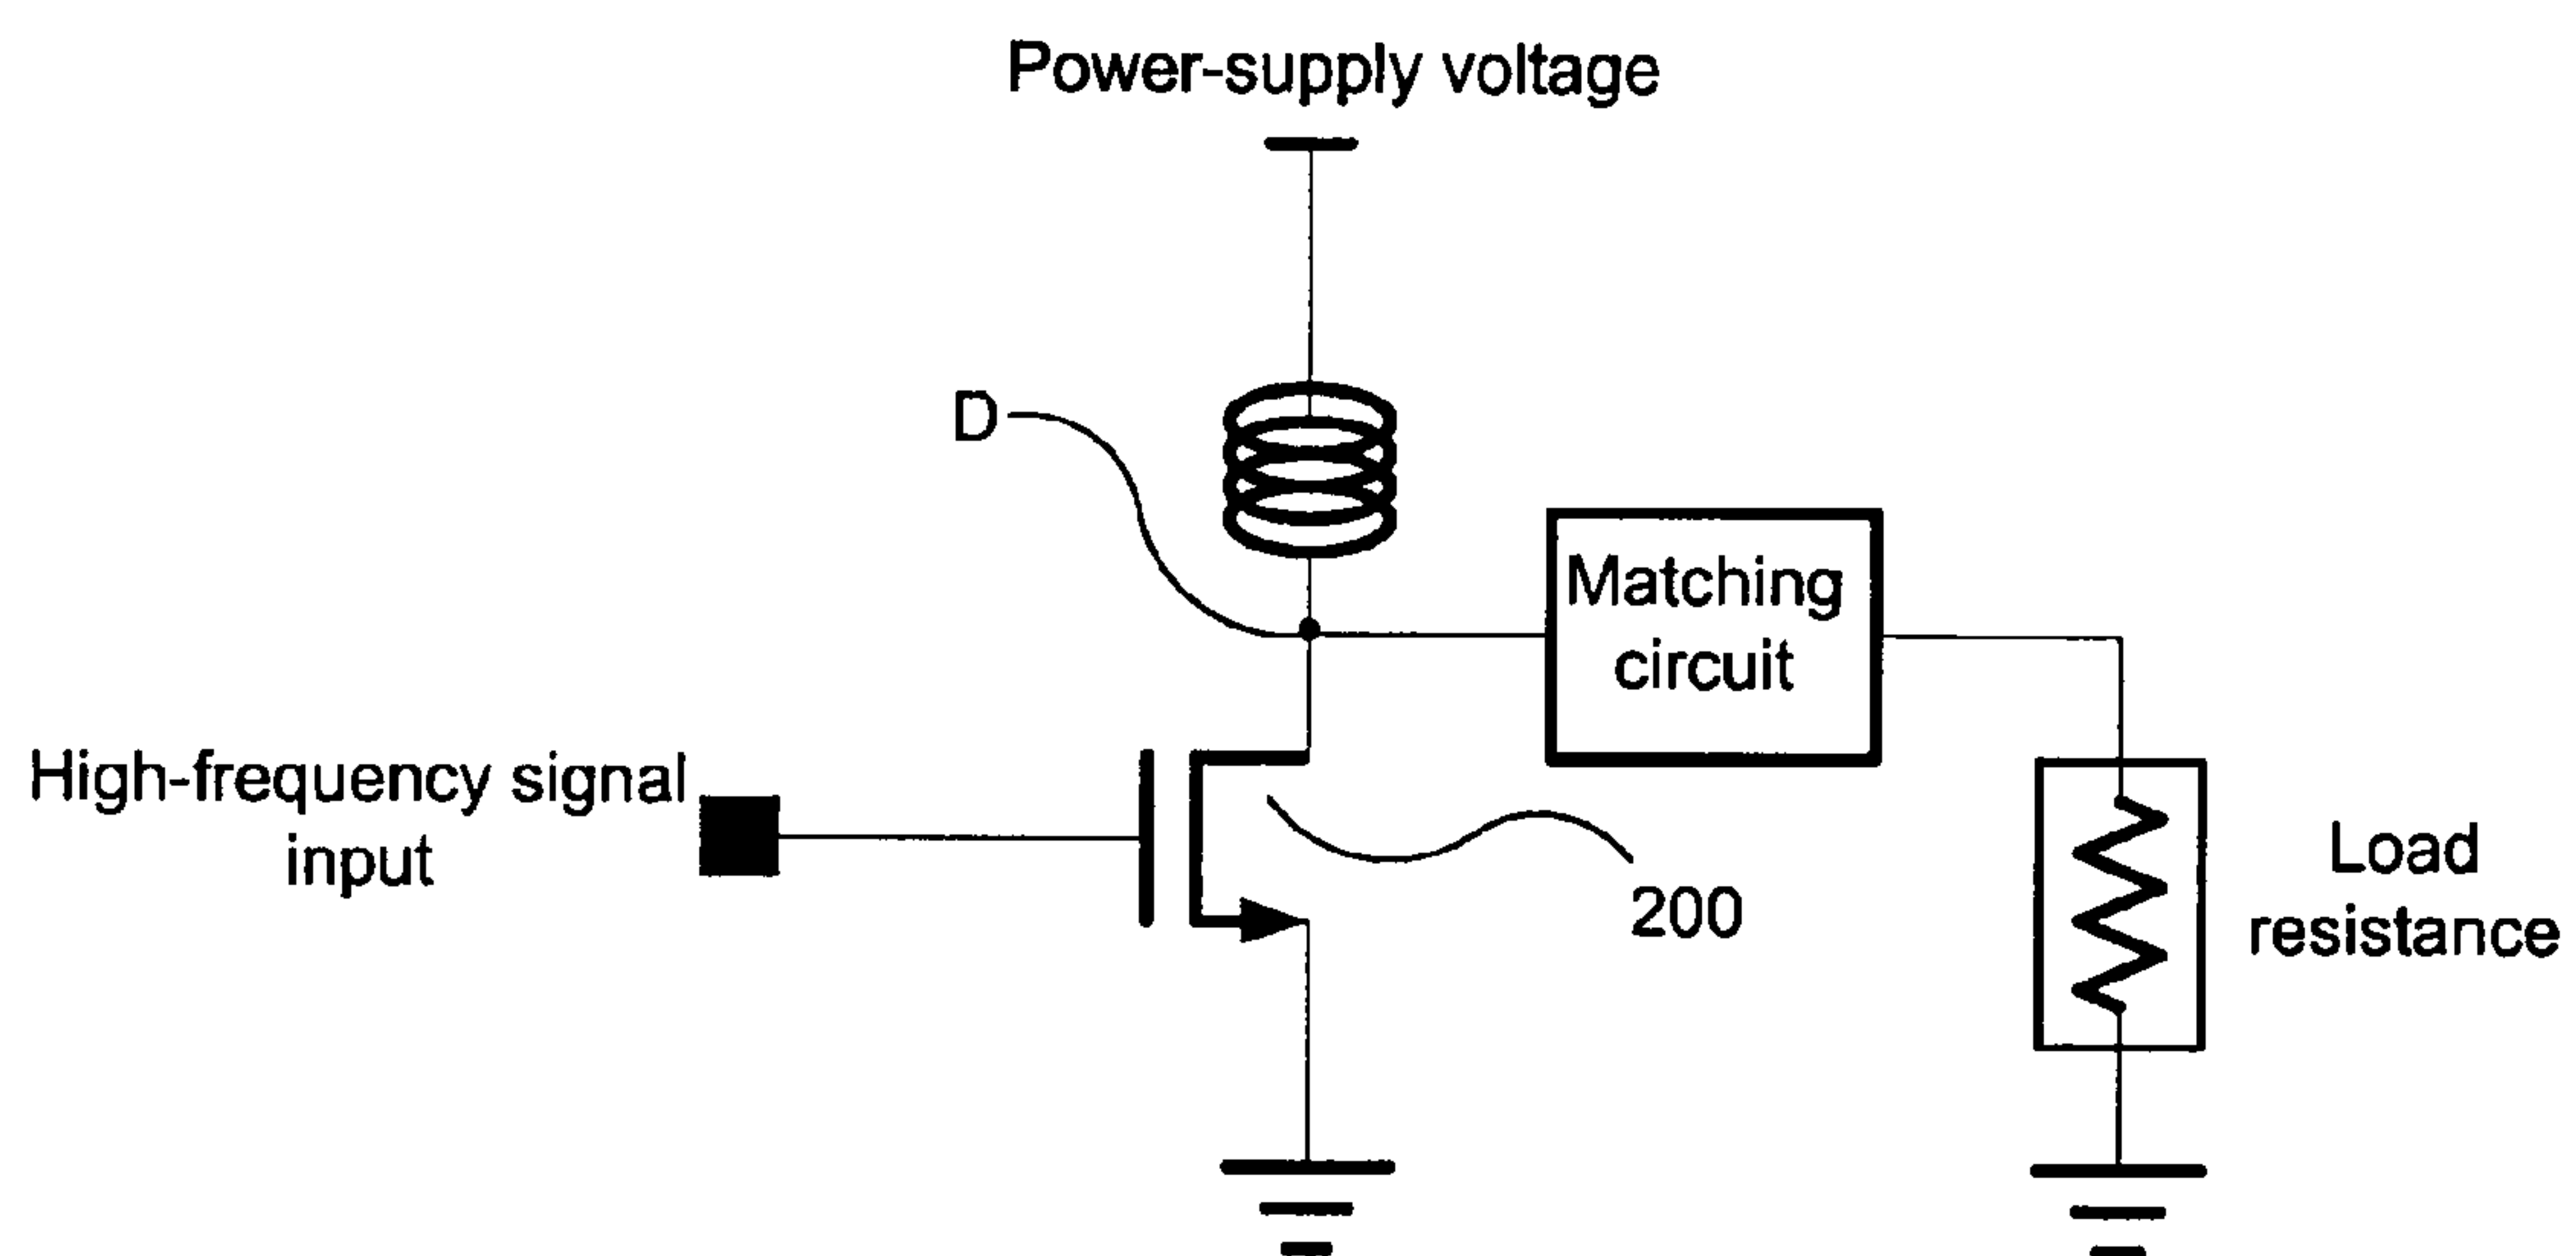 Power-supply voltage
D
Matching
circuit
High-frequency signal
input
200
Load
resistance